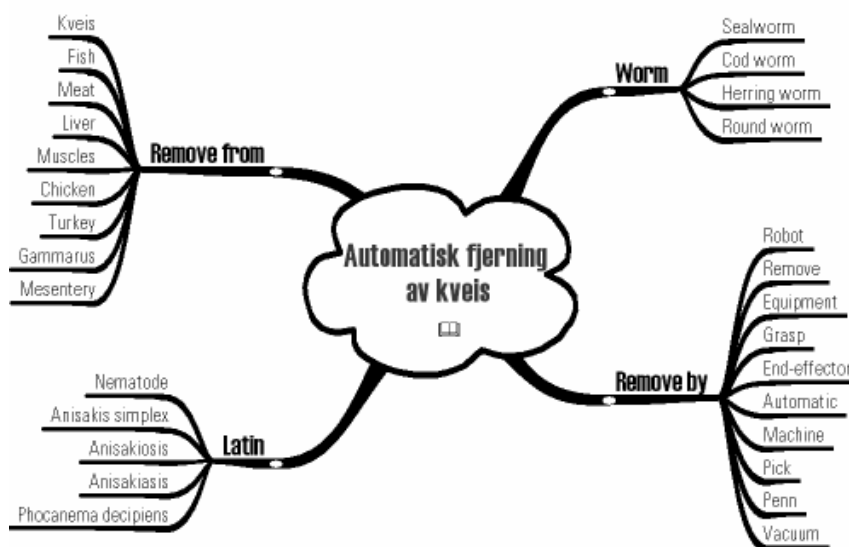 Automatisk fjerning
av kveis
Remove from
Kveis
Fish
Meat
Liver
Muscles
Chicken
Turkey
Gammarus
Mesentery
Worm
Sealworm
Cod worm
Herring worm
Round worm
Latin
Nematode
Anisakis simplex
Anisakiosis
Anisakiasis
Phocanema decipiens
Remove by
Robot
Remove
Equipment
Grasp
End-effector
Automatic
Machine
Pick
Penn
Vacuum